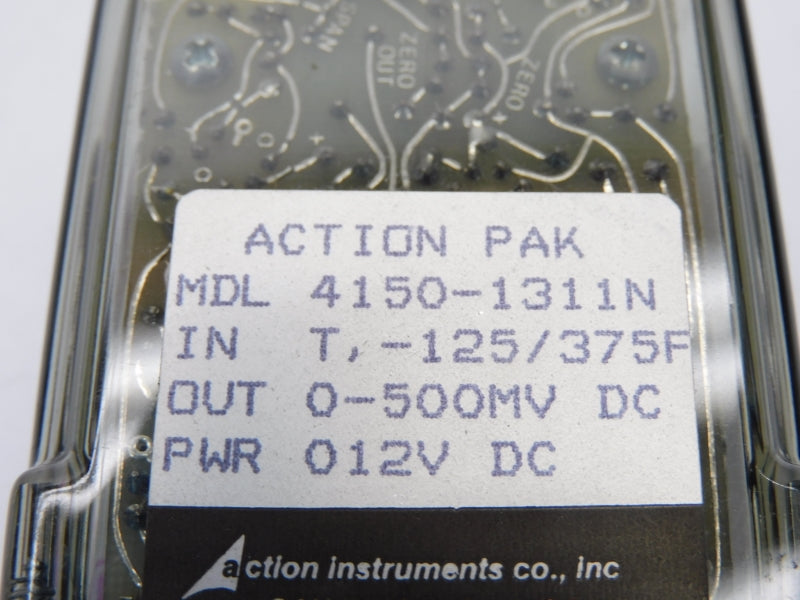 SPAN
ZERO
OUT
ZERO
ACTION PAK
MDL 4150-1311N
IN T, -125/375F
OUT 0-500MV DC
PWR 012V DC
action instruments co., inc